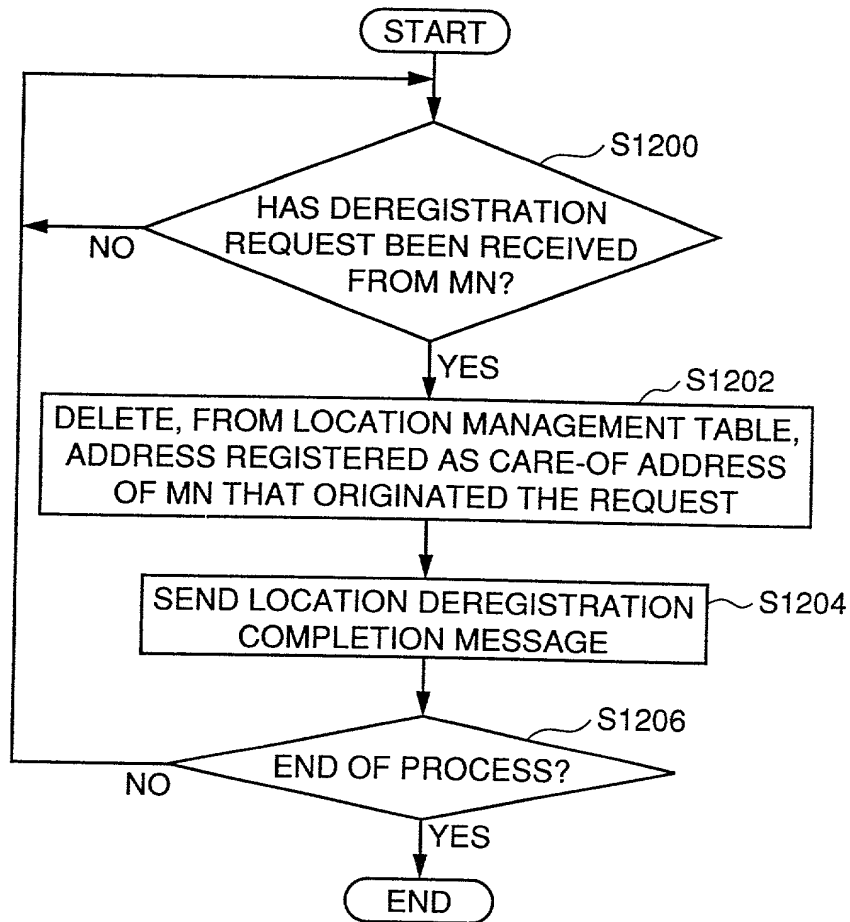 START
S1200
HAS DEREGISTRATION
REQUEST BEEN RECEIVED
FROM MN?
NO
YES
S1202
DELETE, FROM LOCATION MANAGEMENT TABLE,
ADDRESS REGISTERED AS CARE-OF ADDRESS
OF MN THAT ORIGINATED THE REQUEST
SEND LOCATION DEREGISTRATION
COMPLETION MESSAGE
S1204
S1206
END OF PROCESS?
NO
YES
END